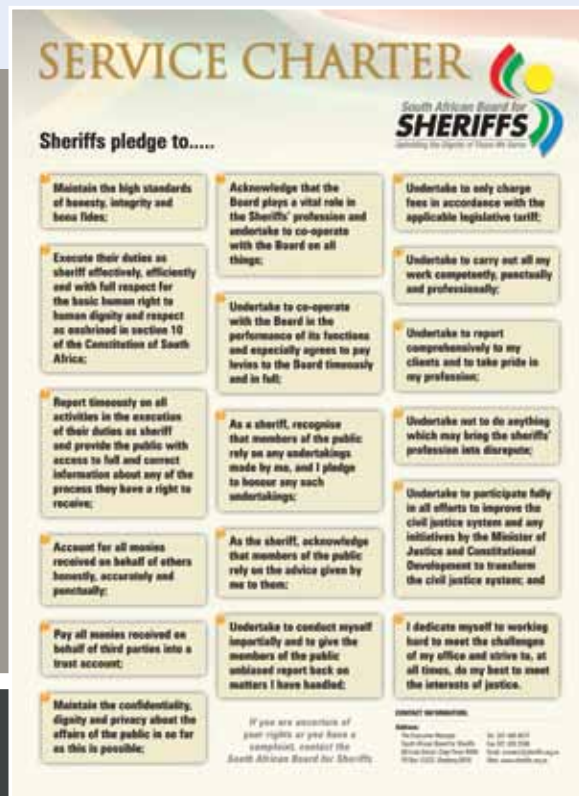 SERVICE CHARTER
South African Board for
SHERIFFS
Upholding the Dignity of Those We Serve
Sheriffs pledge to.....
Maintain the high standards
of honesty, integrity and
bona fides;
Execute their duties as
sheriff effectively, efficiently
and with full respect for
the basic human right to
human dignity and respect
as enshrined in section 10
of the Constitution of South
Africa;
Report timeously on all
activities in the execution
of their duties as sheriff
and provide the public with
access to full and correct
information about any of the
process they have a right to
receive;
Account for all monies
received on behalf of others
honestly, accurately and
punctually;
Pay all monies received on
behalf of third parties into a
trust account;
Maintain the confidentiality,
dignity and privacy about the
affairs of the public in so far
as this is possible;
Acknowledge that the
Board plays a vital role in
the Sheriffs' profession and
undertake to co-operate
with the Board on all
things;
Undertake to co-operate
with the Board in the
performance of its functions
and especially agrees to pay
levies to the Board timeously
and in full;
As a sheriff, recognise
that members of the public
rely on any undertakings
made by me, and I pledge
to honour any such
undertakings;
As the sheriff, acknowledge
that members of the public
rely on the advice given by
me to them;
Undertake to conduct myself
impartially and to give the
members of the public
unbiased report back on
matters I have handled;
If you are uncertain of
your rights or you have a
complaint, contact the
South African Board for Sheriffs
Undertake to only charge
fees in accordance with the
applicable legislative tariff;
Undertake to carry out all my
work competently, punctually
and professionally;
Undertake to report
comprehensively to my
clients and to take pride in
my profession;
Undertake not to do anything
which may bring the sheriffs'
profession into disrepute;
Undertake to participate fully
in all efforts to improve the
civil justice system and any
initiatives by the Minister of
Justice and Constitutional
Development to transform
the civil justice system; and
I dedicate myself to working
hard to meet the challenges
of my office and strive to, at
all times, do my best to meet
the interests of justice.
CONTACT INFORMATION:
Address:
South African Board for Sheriffs